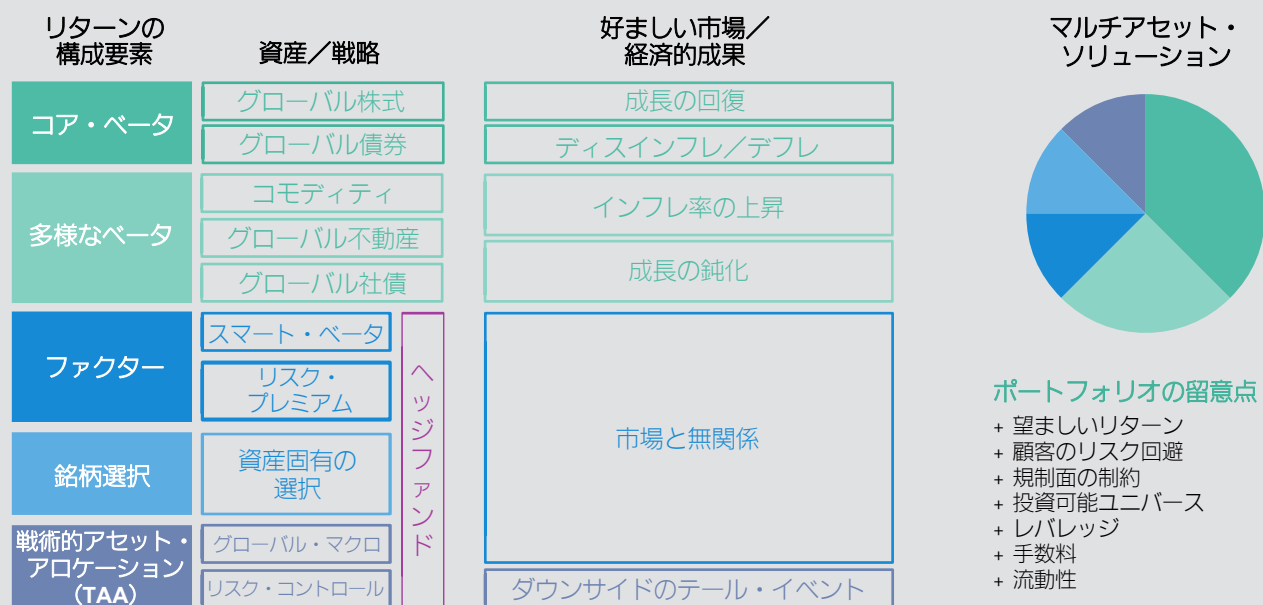 リターンの
構成要素
資産／戦略
好ましい市場／
経済的成果
マルチアセット・
ソリューション
コア・ベータ
グローバル株式
成長の回復
グローバル債券
ディスインフレ／デフレ
多様なベータ
コモディティ
インフレ率の上昇
グローバル不動産
成長の鈍化
グローバル社債
ファクター
スマート・ベータ
リスク・
プレミアム
ヘッジファンド
市場と無関係
銘柄選択
資産固有の
選択
戦術的アセット・
アロケーション
（TAA）
グローバル・マクロ
リスク・コントロール
ダウンサイドのテール・イベント
ポートフォリオの留意点
+ 望ましいリターン
+ 顧客のリスク回避
+ 規制面の制約
+ 投資可能ユニバース
+ レバレッジ
+ 手数料
+ 流動性